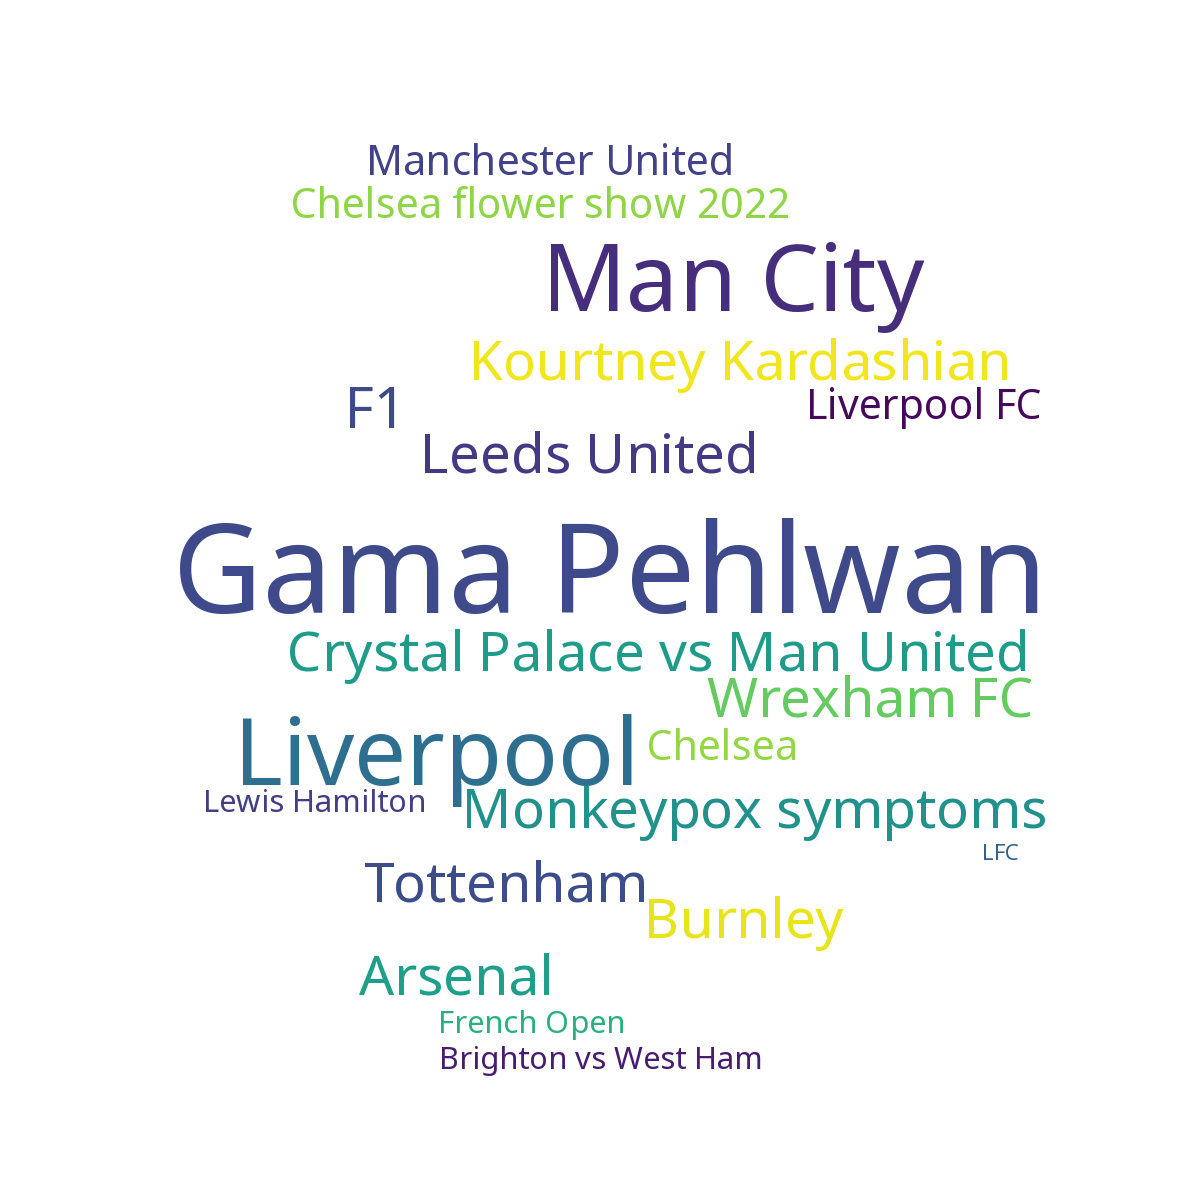 Manchester United
Chelsea flower show 2022
Man City
Kourtney Kardashian
F1
Liverpool FC
Leeds United
Gama Pehlwan
Crystal Palace vs Man United
Wrexham FC
Liverpool
Chelsea
Lewis Hamilton
Monkeypox symptoms
LFC
Tottenham
Burnley
Arsenal
French Open
Brighton vs West Ham